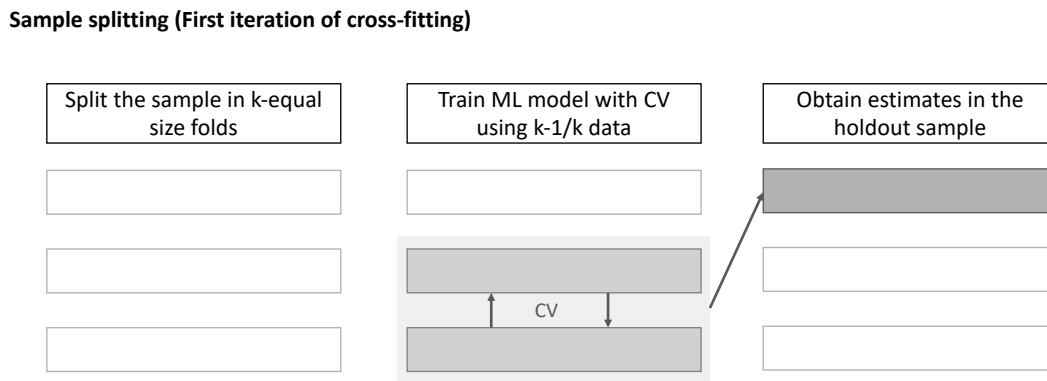 Sample splitting (First iteration of cross-fitting)
Split the sample in k-equal
size folds
Train ML model with CV
using k-1/k data
Obtain estimates in the
holdout sample
CV